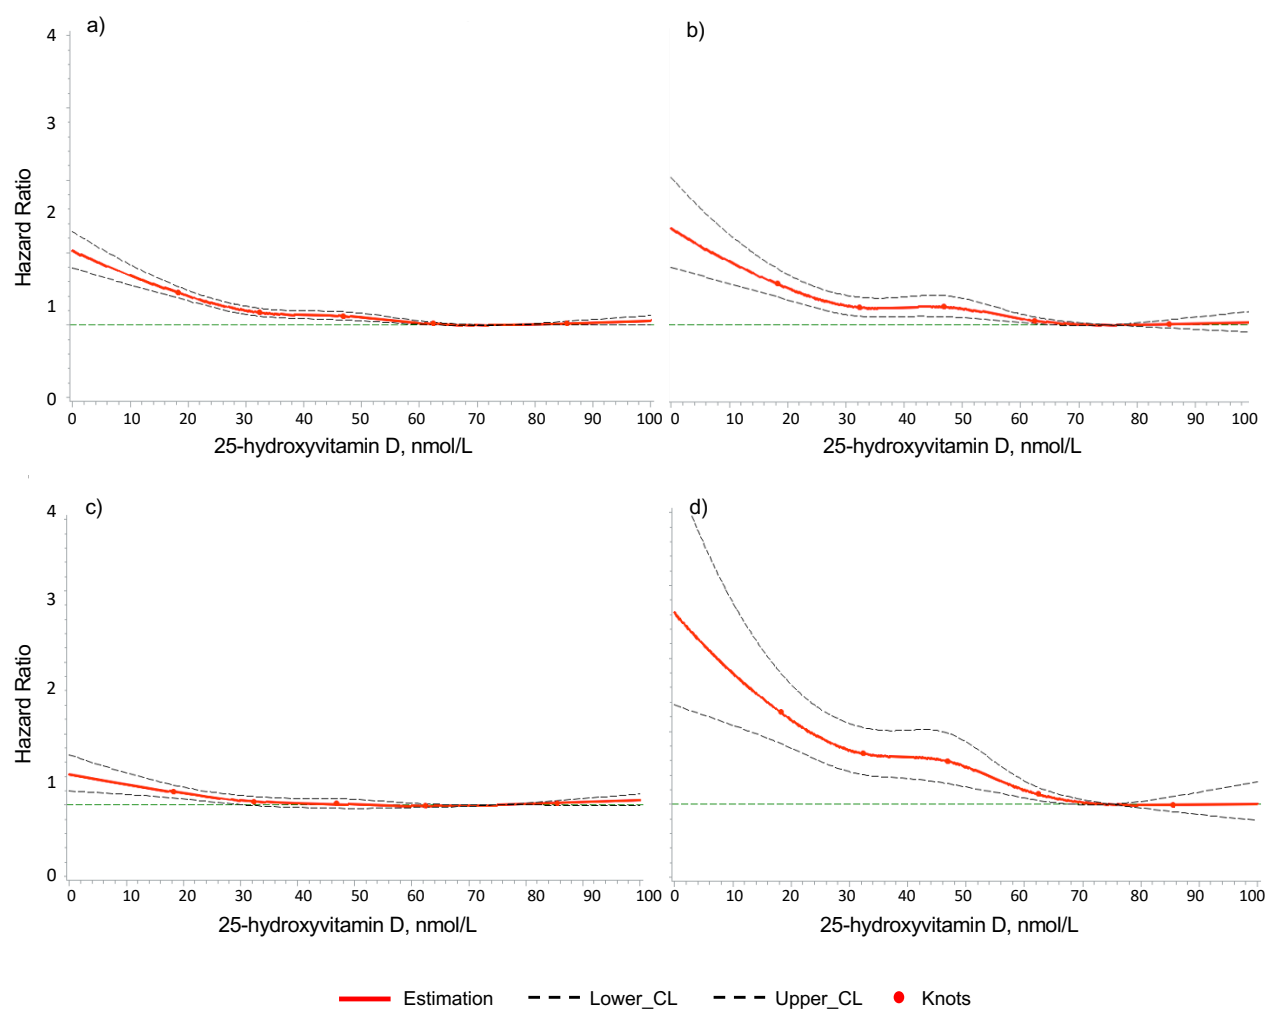 a)
b)
4
3
2
1
0
Hazard Ratio
0 10 20 30 40 50 60 70 80 90 100
0 10 20 30 40 50 60 70 80 90 100
25-hydroxyvitamin D, nmol/L
25-hydroxyvitamin D, nmol/L
c)
d)
4
3
2
1
0
Hazard Ratio
0 10 20 30 40 50 60 70 80 90 100
0 10 20 30 40 50 60 70 80 90 100
25-hydroxyvitamin D, nmol/L
25-hydroxyvitamin D, nmol/L
Estimation Lower_CL Upper_CL Knots